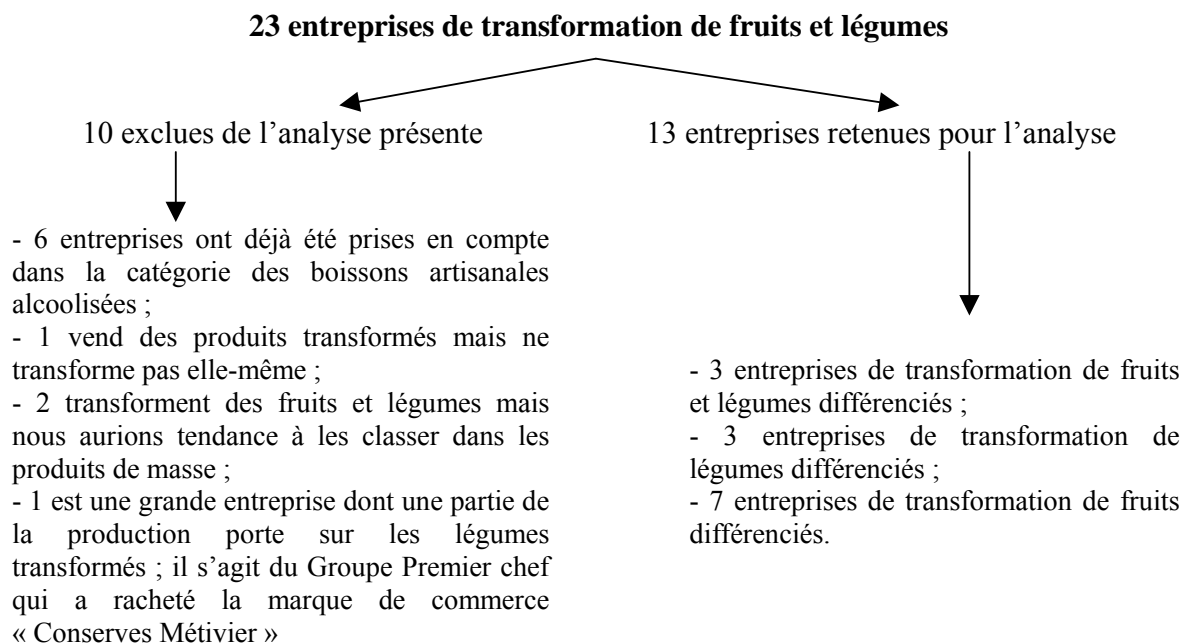 23 entreprises de transformation de fruits et légumes
10 exclues de l’analyse présente
- 6 entreprises ont déjà été prises en compte
dans la catégorie des boissons artisanales
alcoolisées ;
- 1 vend des produits transformés mais ne
transforme pas elle-même ;
- 2 transforment des fruits et légumes mais
nous aurions tendance à les classer dans les
produits de masse ;
- 1 est une grande entreprise dont une partie de
la production porte sur les légumes
transformés ; il s’agit du Groupe Premier chef
qui a racheté la marque de commerce
« Conserves Métivier »
13 entreprises retenues pour l’analyse
- 3 entreprises de transformation de fruits
et légumes différenciés ;
- 3 entreprises de transformation de
légumes différenciés ;
- 7 entreprises de transformation de fruits
différenciés.